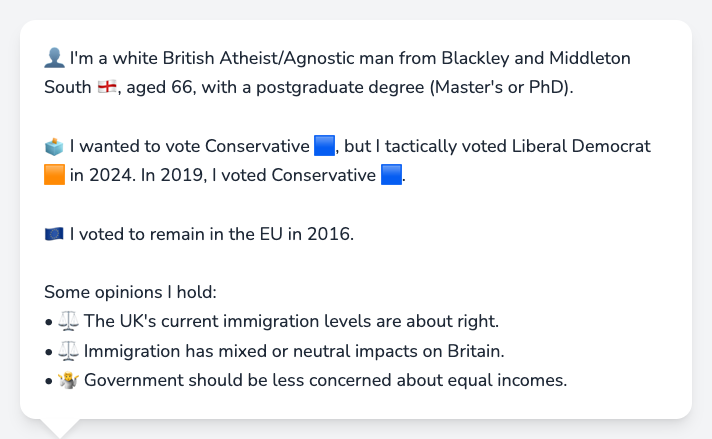 👤 I'm a white British Atheist/Agnostic man from Blackley and Middleton
South 🏴󠁧󠁢󠁥󠁮󠁧󠁿, aged 66, with a postgraduate degree (Master's or PhD).
🗳️ I wanted to vote Conservative 🟦, but I tactically voted Liberal Democrat
🟧 in 2024. In 2019, I voted Conservative 🟦.
🇪🇺 I voted to remain in the EU in 2016.
Some opinions I hold:
• ⚖️ The UK's current immigration levels are about right.
• ⚖️ Immigration has mixed or neutral impacts on Britain.
• 🤷 Government should be less concerned about equal incomes.